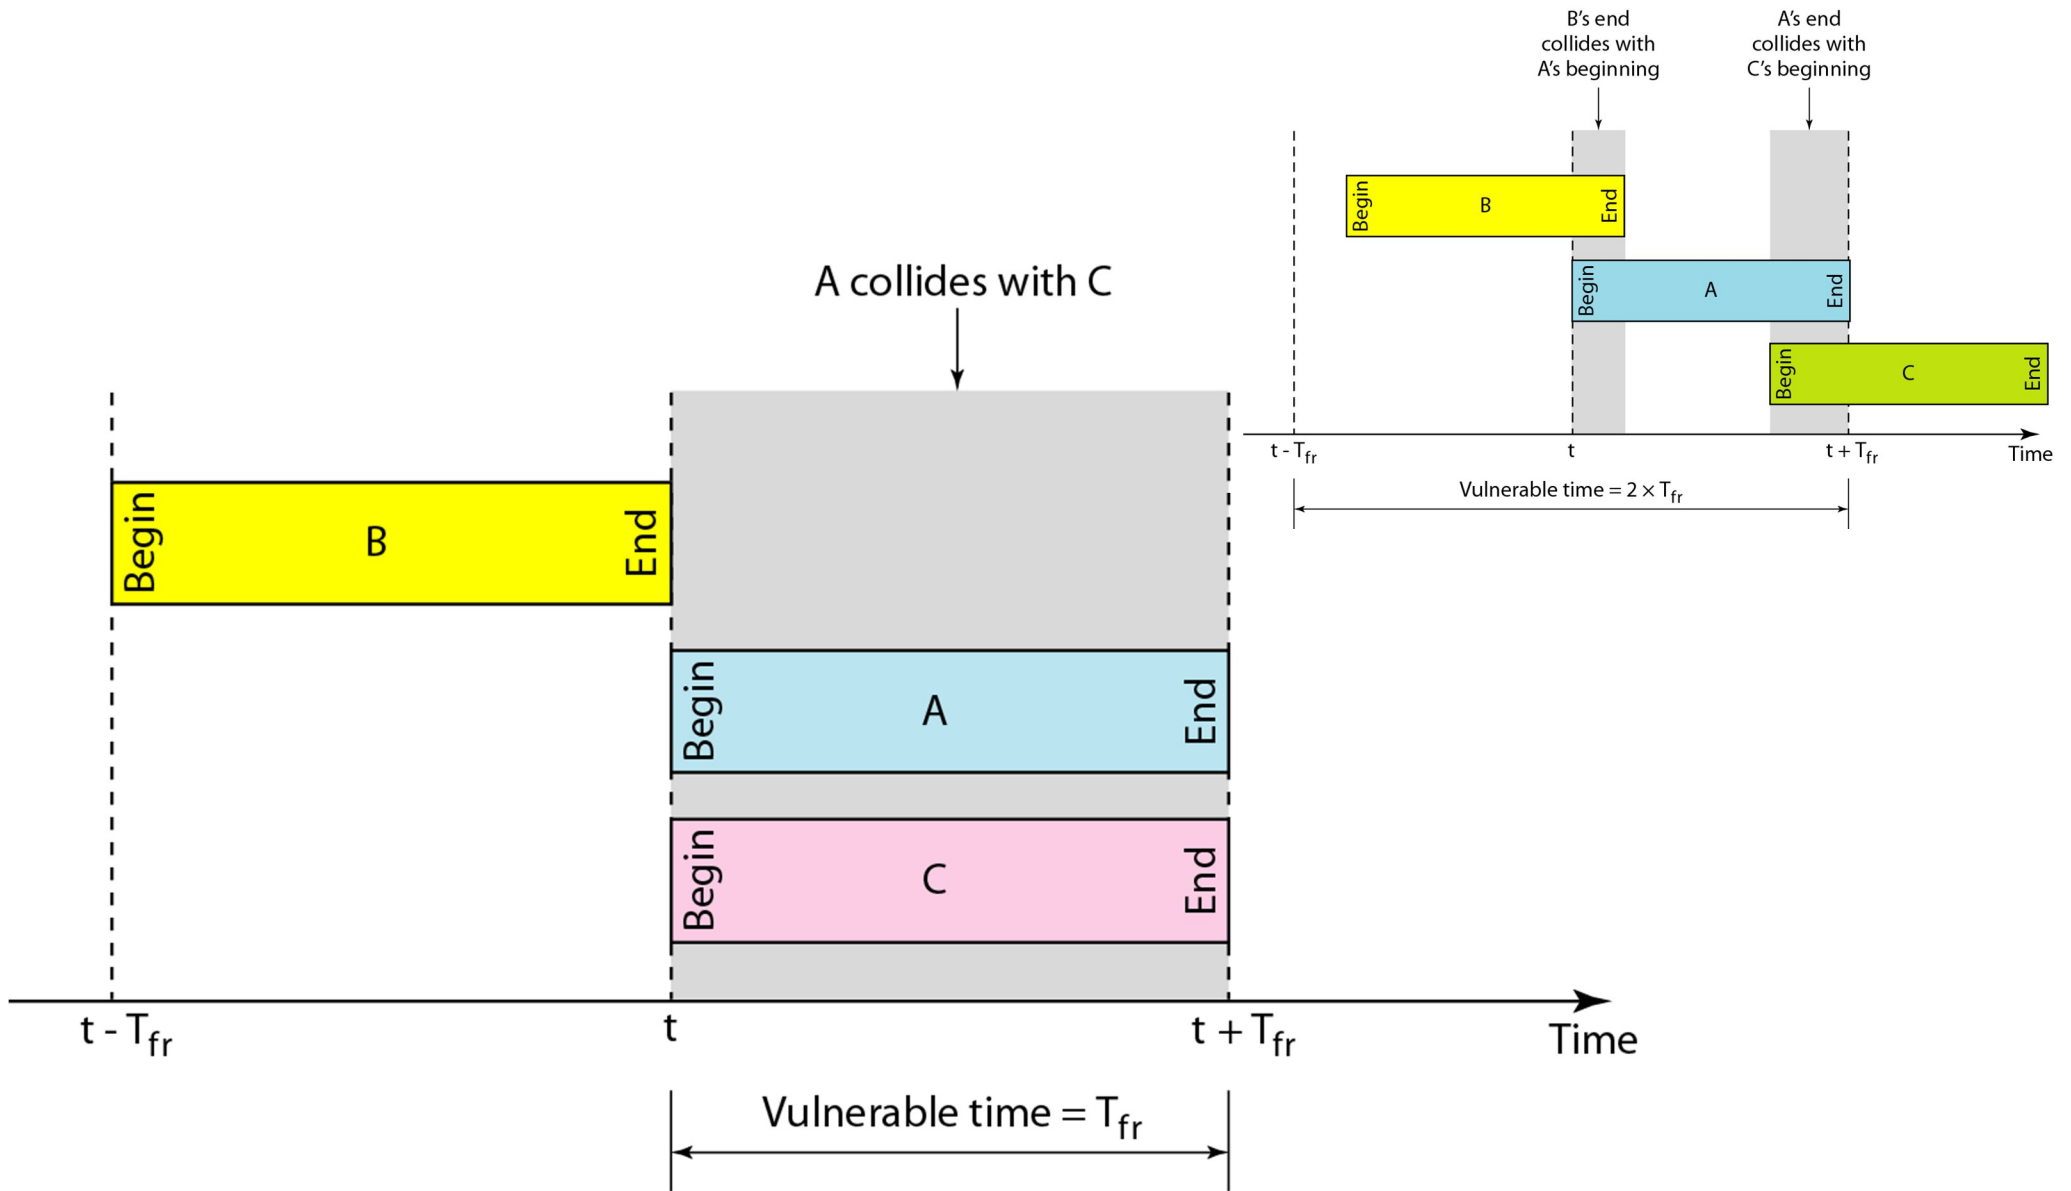 B's end
collides with
A's beginning
A's end
collides with
C's beginning
Begin B End
Begin A End
Begin C End
t - Tfr t t + Tfr Time
Vulnerable time = 2 × Tfr
A collides with C
Begin B End
Begin A End
Begin C End
t - Tfr t t + Tfr Time
Vulnerable time = Tfr